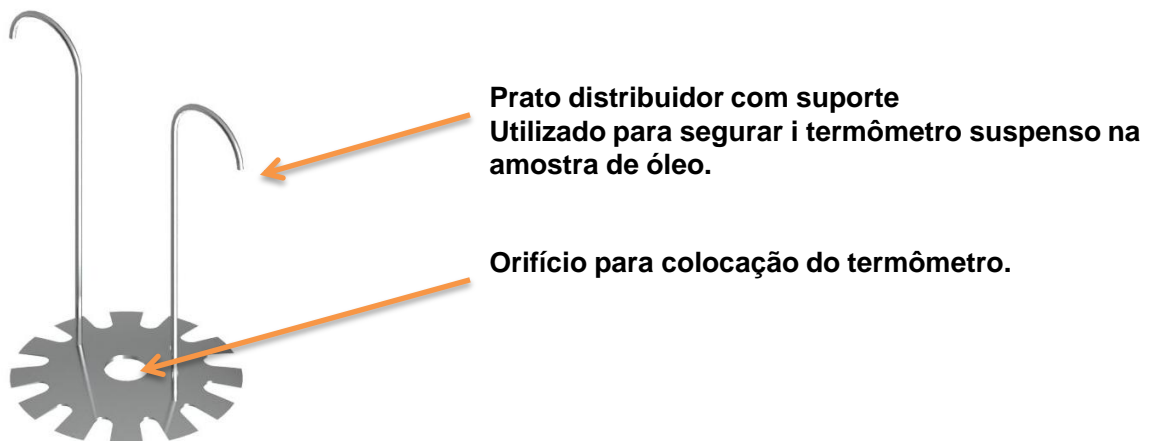 Prato distribuidor com suporte
Utilizado para segurar i termômetro suspenso na
amostra de óleo.
Orifício para colocação do termômetro.